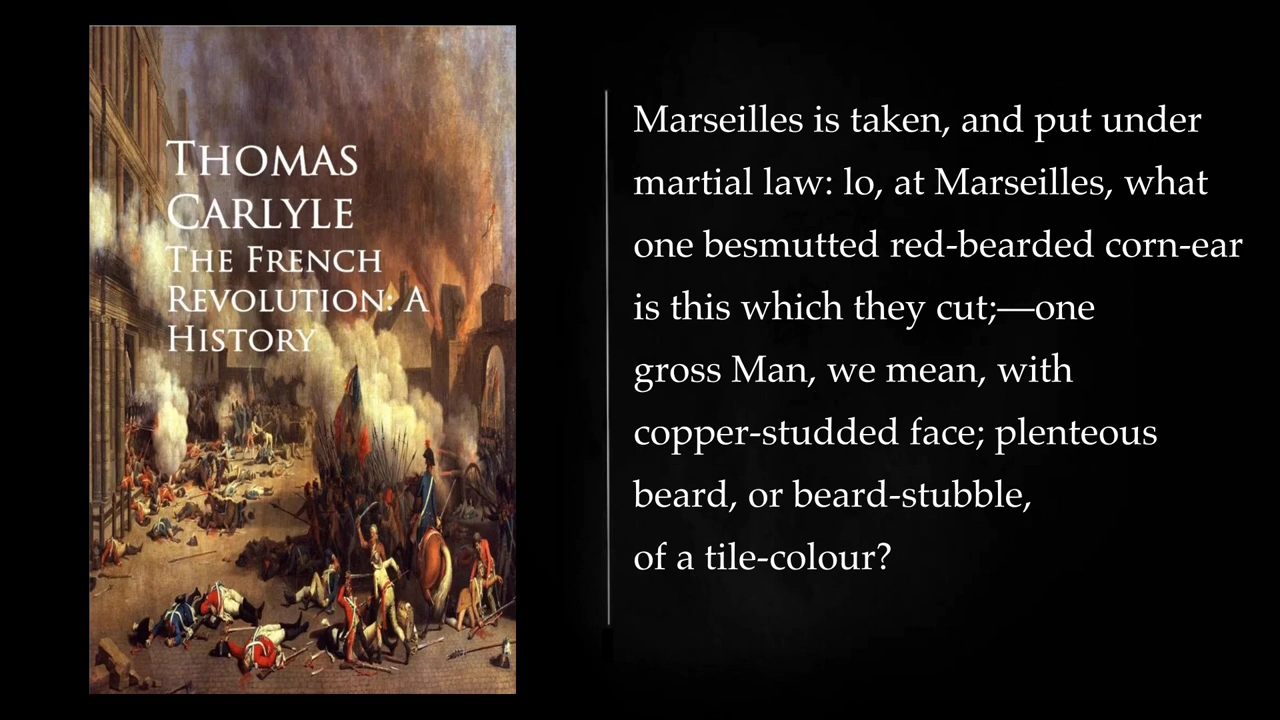 THOMAS
CARLYLE
THE FRENCH
REVOLUTION: A
HISTORY
Marseilles is taken, and put under
martial law: lo, at Marseilles, what
one besmutted red-bearded corn-ear
is this which they cut;—one
gross Man, we mean, with
copper-studded face; plenteous
beard, or beard-stubble,
of a tile-colour?